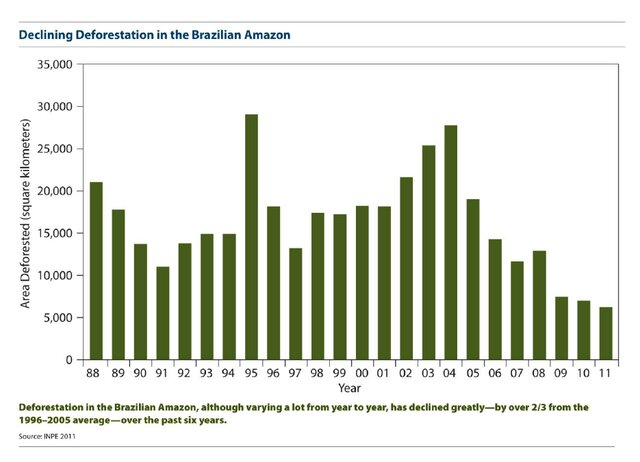 Declining Deforestation in the Brazilian Amazon
35,000
30,000
25,000
20,000
15,000
10,000
5,000
0
Area Deforested (square kilometers)
88 89 90 91 92 93 94 95 96 97 98 99 00 01 02 03 04 05 06 07 08 09 10 11
Year
Deforestation in the Brazilian Amazon, although varying a lot from year to year, has declined greatly—by over 2/3 from the
1996–2005 average—over the past six years.
Source: INPE 2011